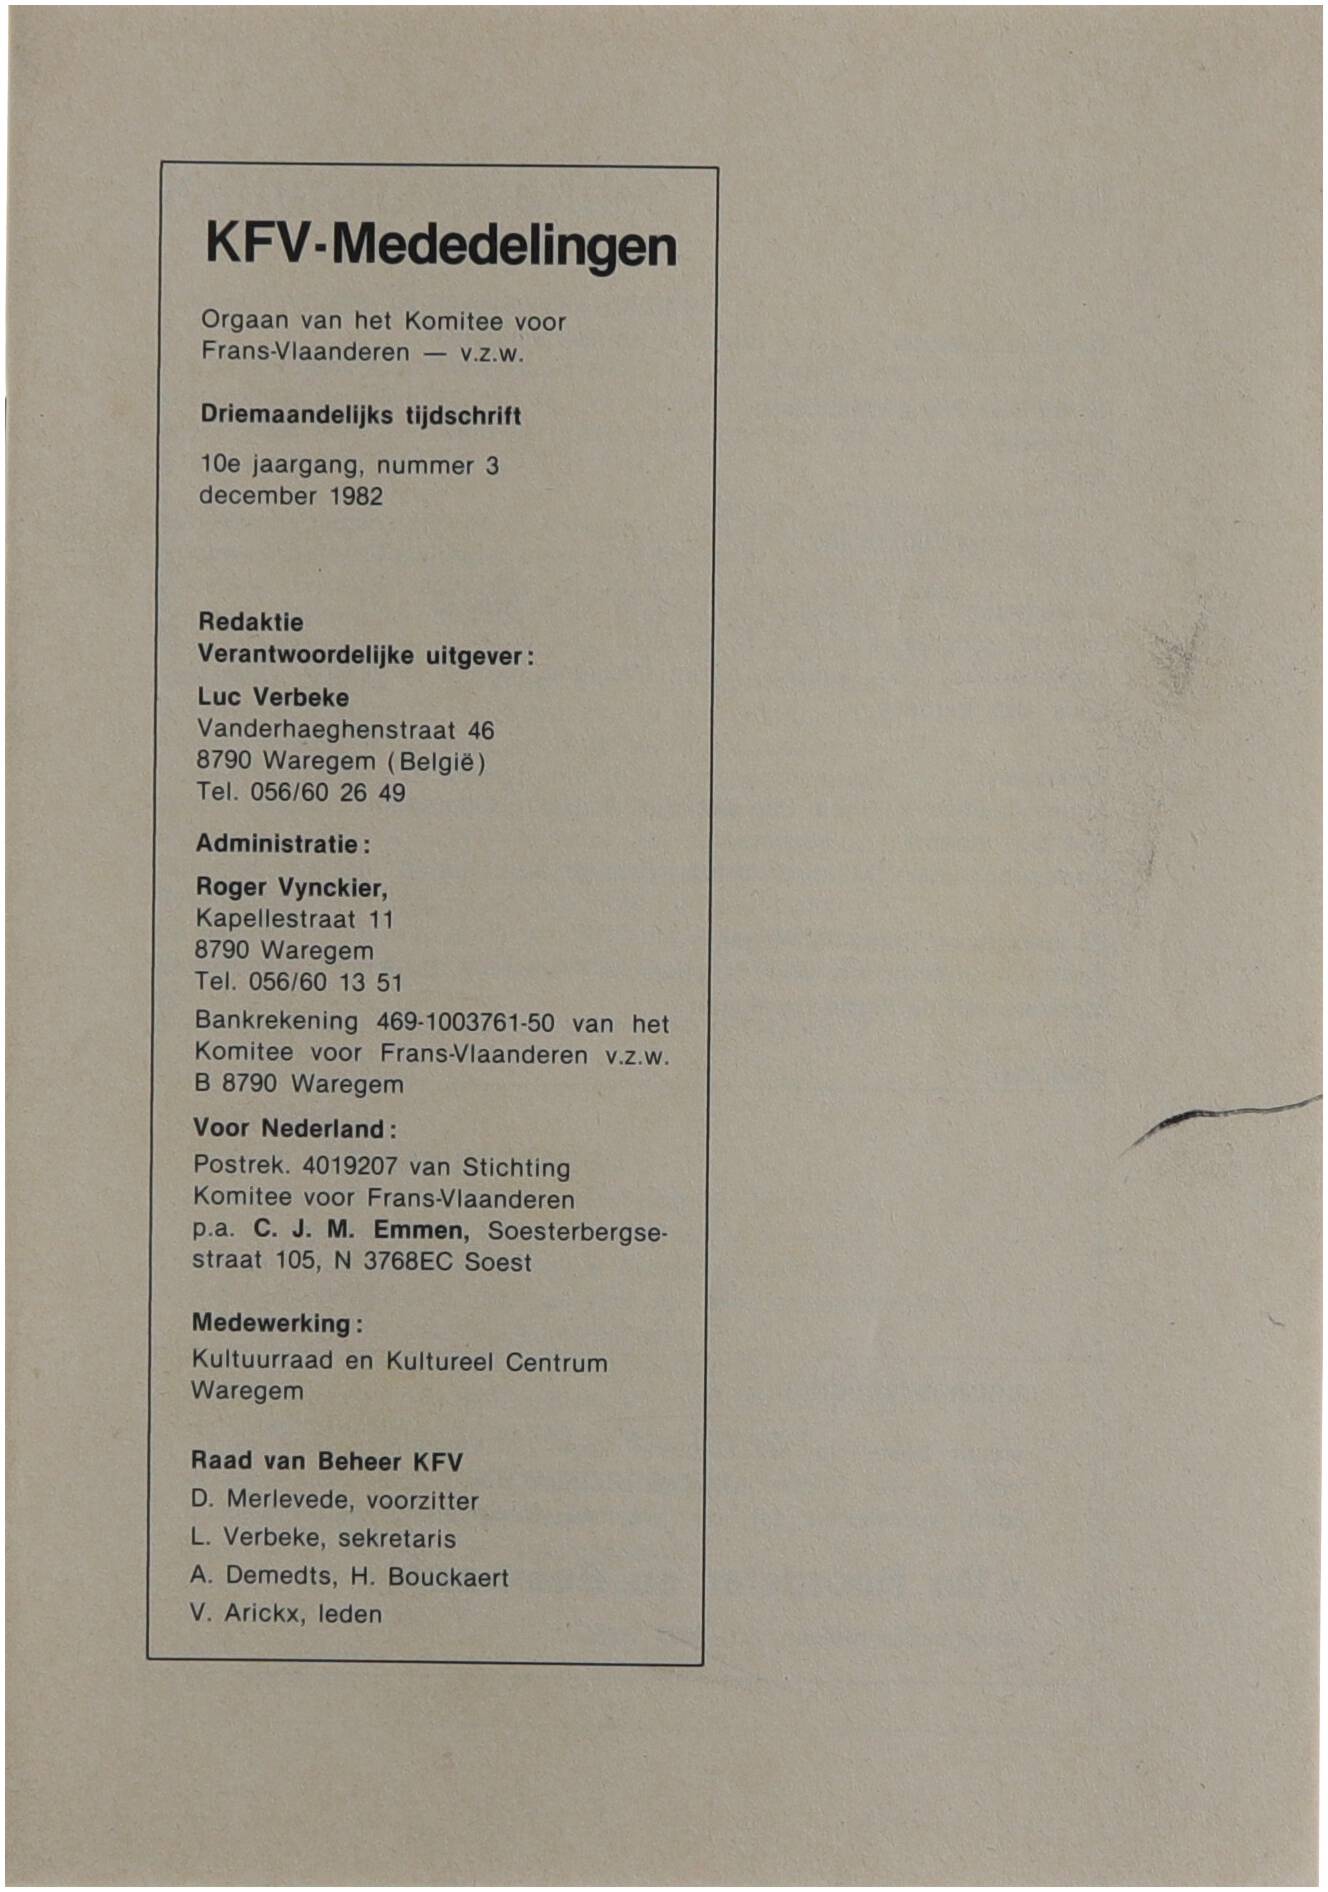 KFV-Mededelingen
Orgaan van het Komitee voor
Frans-Vlaanderen — v.z.w.
Driemaandelijks tijdschrift
10e jaargang, nummer 3
december 1982
Redaktie
Verantwoordelijke uitgever:
Luc Verbeke
Vanderhaeghenstraat 46
8790 Waregem (België)
Tel. 056/60 26 49
Administratie:
Roger Vynckier,
Kapellestraat 11
8790 Waregem
Tel. 056/60 13 51
Bankrekening 469-1003761-50 van het
Komitee voor Frans-Vlaanderen v.z.w.
B 8790 Waregem
Voor Nederland:
Postrek. 4019207 van Stichting
Komitee voor Frans-Vlaanderen
p.a. C. J. M. Emmen, Soesterbergse-
straat 105, N 3768EC Soest
Medewerking:
Kultuurraad en Kultureel Centrum
Waregem
Raad van Beheer KFV
D. Merlevede, voorzitter
L. Verbeke, sekretaris
A. Demedts, H. Bouckaert
V. Arickx, leden